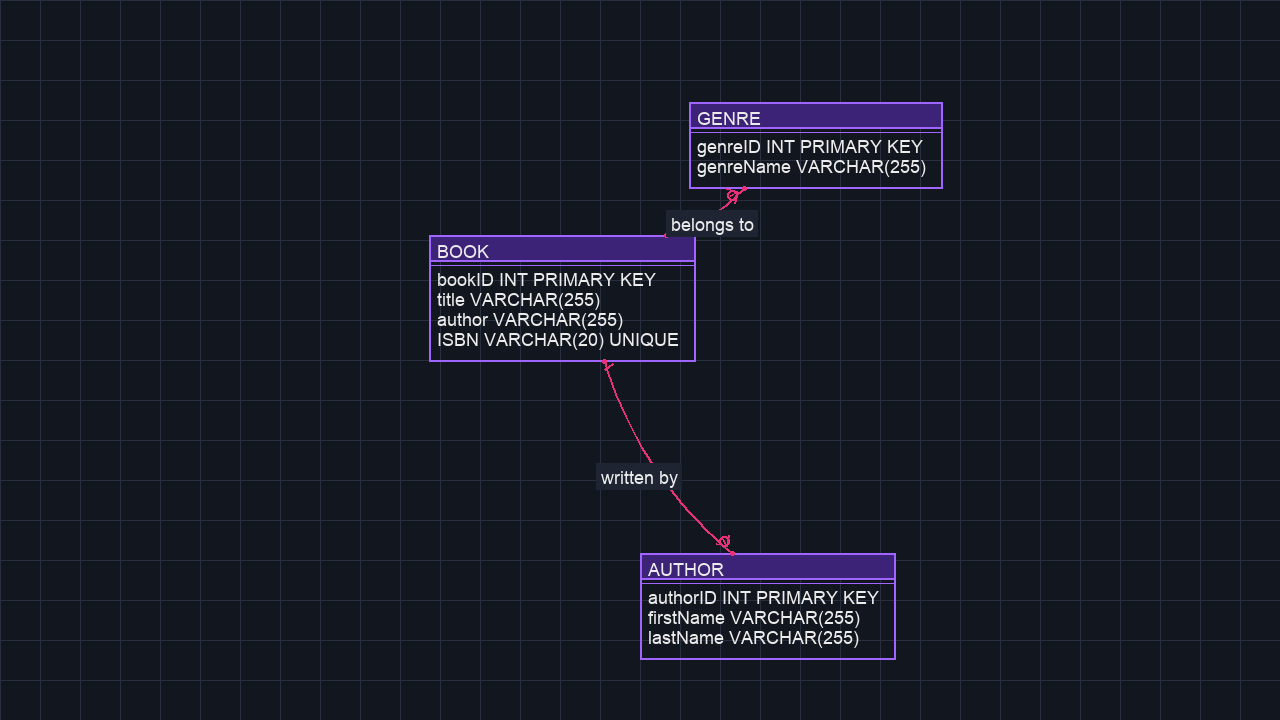 GENRE
genreID INT PRIMARY KEY
genreName VARCHAR(255)
belongs to
BOOK
bookID INT PRIMARY KEY
title VARCHAR(255)
author VARCHAR(255)
ISBN VARCHAR(20) UNIQUE
written by
AUTHOR
authorID INT PRIMARY KEY
firstName VARCHAR(255)
lastName VARCHAR(255)